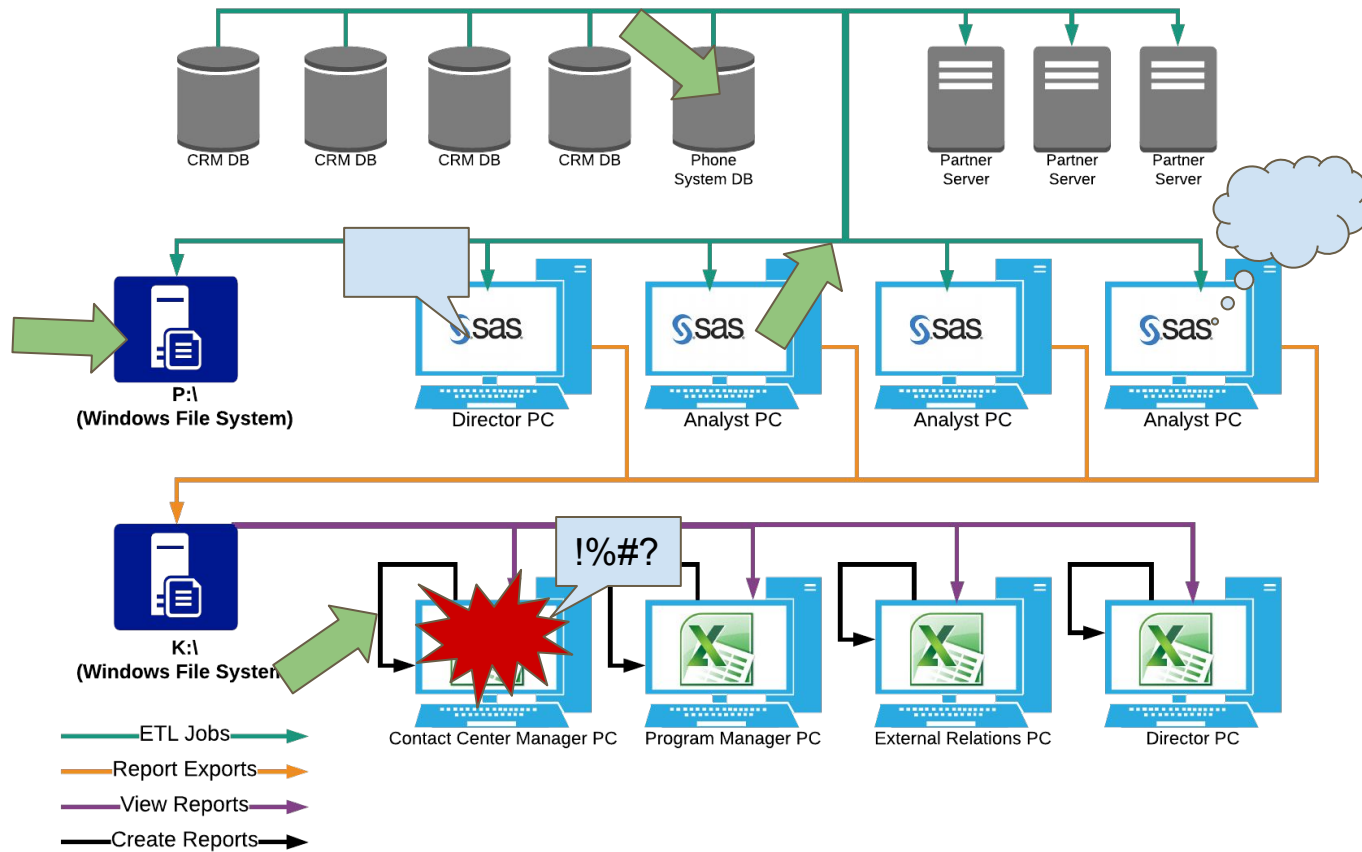 CRM DB
CRM DB
CRM DB
CRM DB
Phone
System DB
Partner
Server
Partner
Server
Partner
Server
sas
sas
sas
sas
P:\
(Windows File System)
Director PC
Analyst PC
Analyst PC
Analyst PC
!%#?
X
X
X
K:\
(Windows File System
Contact Center Manager PC
Program Manager PC
External Relations PC
Director PC
ETL Jobs
Report Exports
View Reports
Create Reports